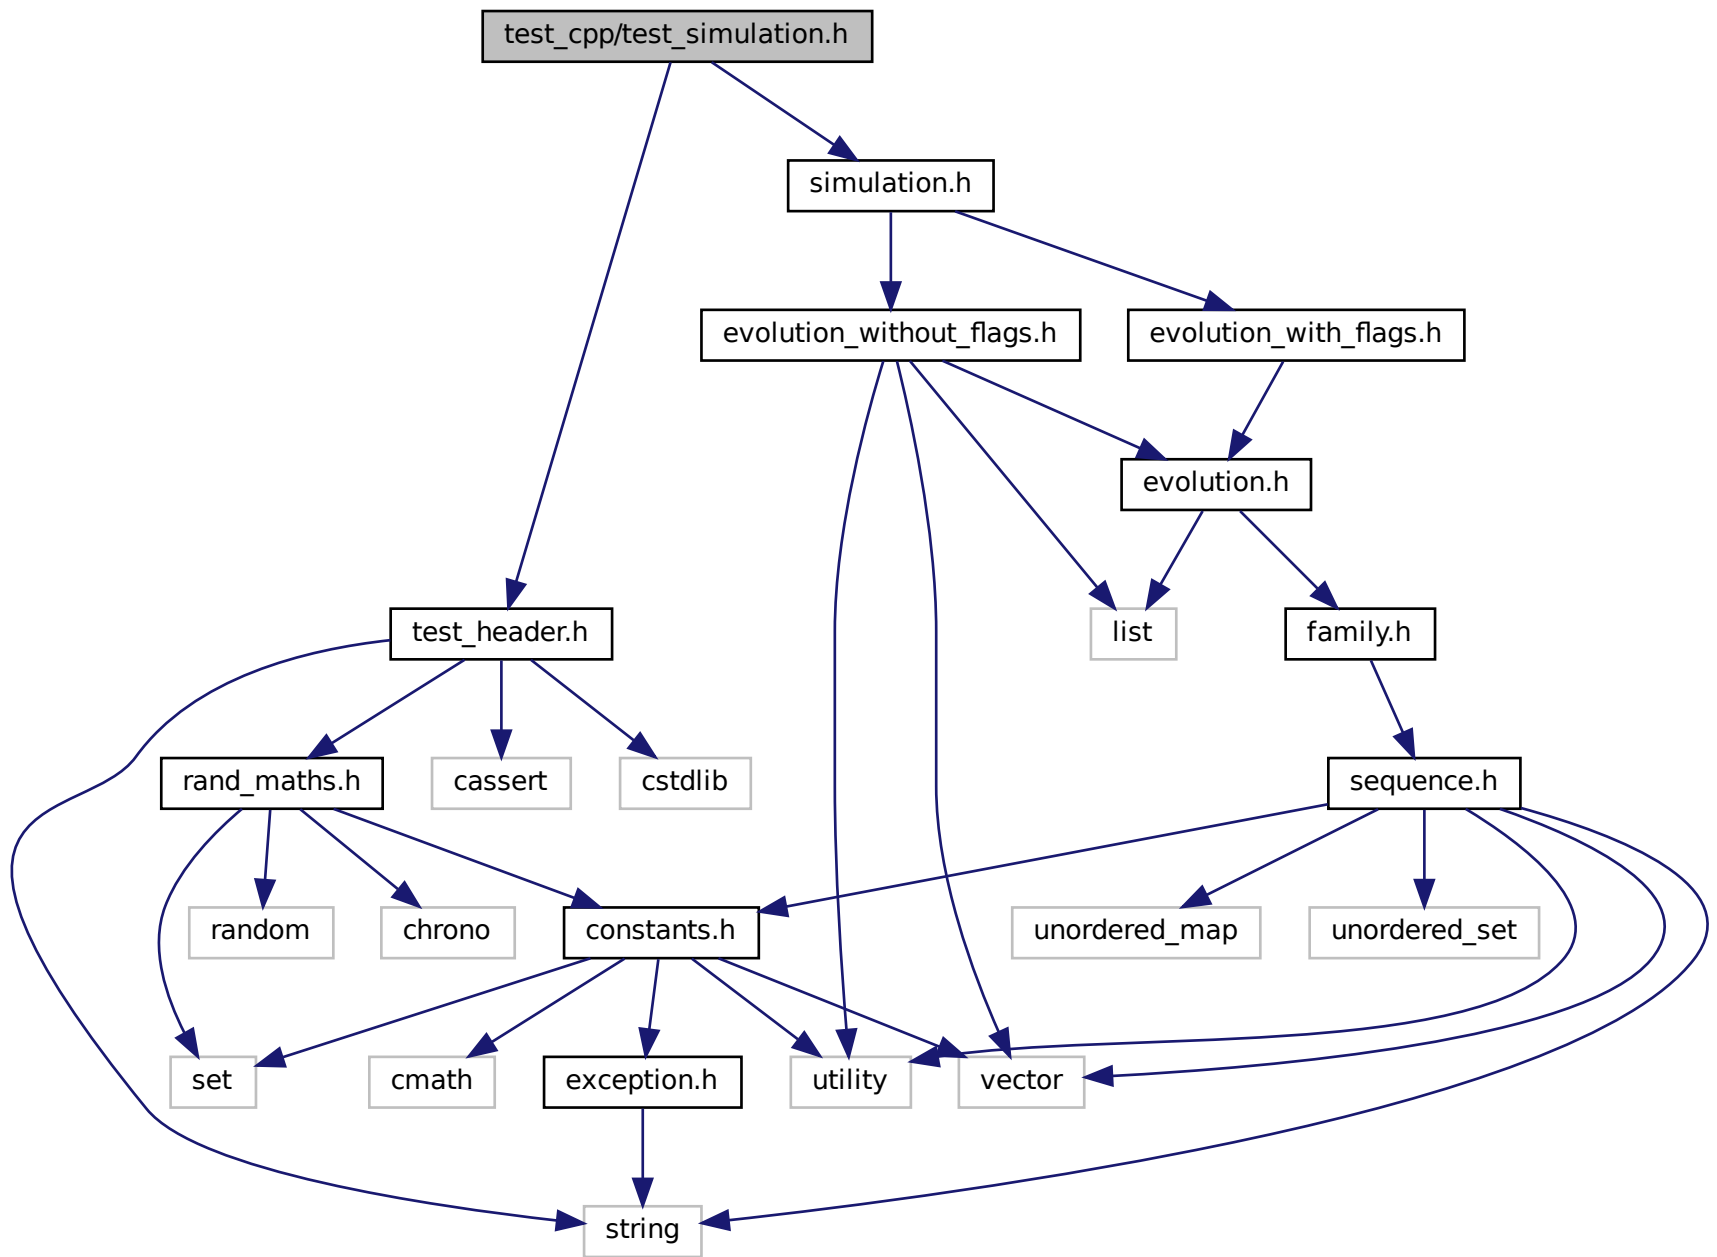 test_cpp/test_simulation.h
simulation.h
evolution_without_flags.h
evolution_with_flags.h
evolution.h
test_header.h
list
family.h
rand_maths.h
cassert
cstdlib
sequence.h
random
chrono
constants.h
unordered_map
unordered_set
set
cmath
exception.h
utility
vector
string